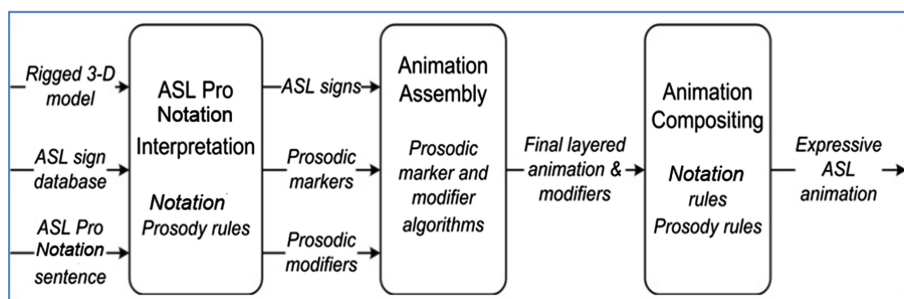 Rigged 3-D
model
ASL sign
database
ASL Pro
Notation
sentence
ASL Pro
Notation
Interpretation
Notation
Prosody rules
ASL signs
Prosodic
markers
Prosodic
modifiers
Animation
Assembly
Prosodic
marker and
modifier
algorithms
Final layered
animation &
modifiers
Animation
Compositing
Notation
rules
Prosody rules
Expressive
ASL
animation